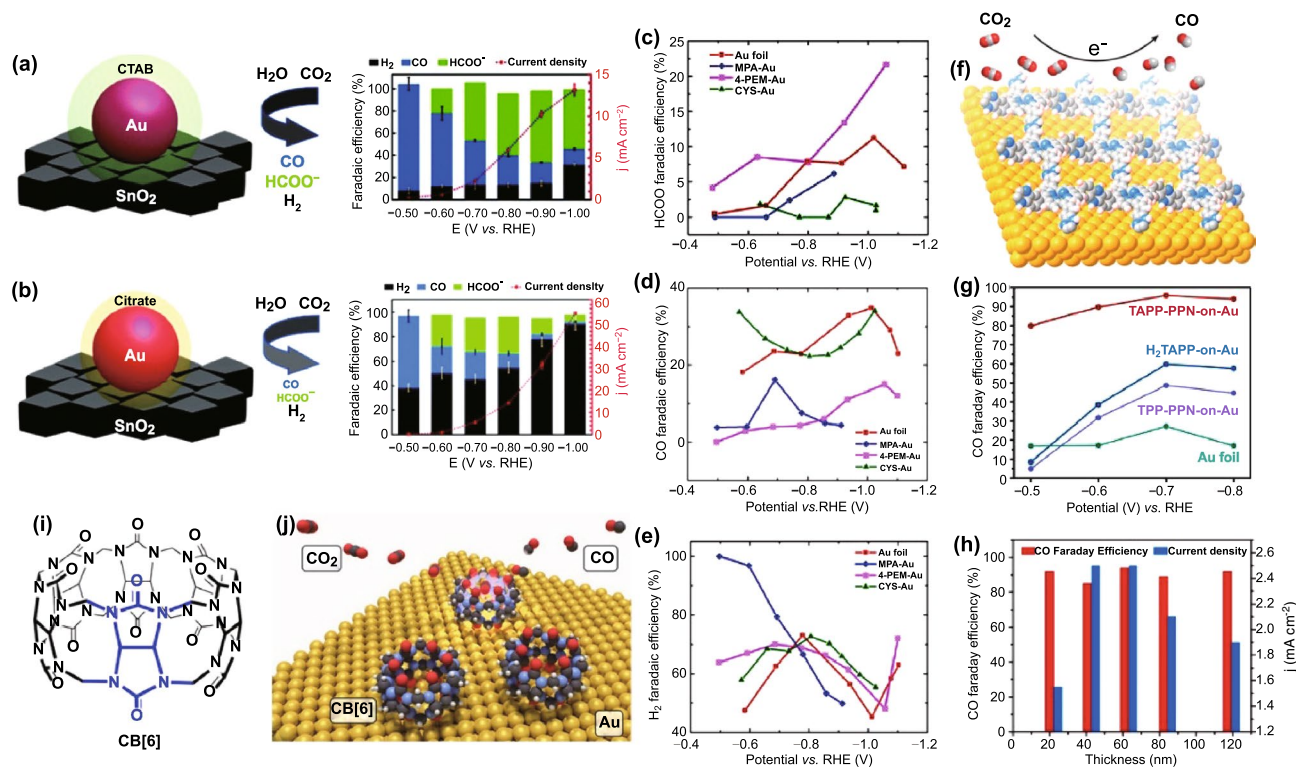 (a)
CTAB
Au
SnO2
H2O CO2
CO
HCOO−
H2
H2 CO HCOO− Current density
Faradaic efficiency (%)
100
80
60
40
20
0
15
10
5
0
j (mA cm−2)
−0.50 −0.60 −0.70 −0.80 −0.90 −1.00
E (V vs. RHE)
(b)
Citrate
Au
SnO2
H2O CO2
CO
HCOO−
H2
H2 CO HCOO− Current density
Faradaic efficiency (%)
100
80
60
40
20
0
60
50
40
30
20
10
0
j (mA cm−2)
−0.50 −0.60 −0.70 −0.80 −0.90 −1.00
E (V vs. RHE)
(c)
HCOO faradaic efficiency (%)
25
20
15
10
5
0
Au foil
MPA-Au
4-PEM-Au
CYS-Au
−0.4 −0.6 −0.8 −1.0 −1.2
Potential vs. RHE (V)
(d)
CO faradaic efficiency (%)
40
20
0
Au foil
MPA-Au
4-PEM-Au
CYS-Au
−0.4 −0.6 −0.8 −1.0 −1.2
Potential vs.RHE (V)
(e)
H2 faradaic efficiency (%)
100
80
60
40
Au foil
MPA-Au
4-PEM-Au
CYS-Au
−0.4 −0.6 −0.8 −1.0 −1.2
Potential vs. RHE (V)
(f)
CO2
CO
e−
(g)
CO faraday efficiency (%)
100
90
80
70
60
50
40
30
20
10
0
TAPP-PPN-on-Au
H2TAPP-on-Au
TPP-PPN-on-Au
Au foil
−0.5 −0.6 −0.7 −0.8
Potential (V) vs. RHE
(h)
CO Faraday Efficiency Current density
CO faraday efficiency (%)
100
80
60
40
20
0
2.6
2.4
2.2
2.0
1.8
1.6
1.4
1.2
j (mA cm−2)
0 20 40 60 80 100 120
Thickness (nm)
(i)
O
O
O
O
O
O
O
N
N
N
N
N
N
N
N
CB[6]
(j)
CO2
CO
CB[6]
Au